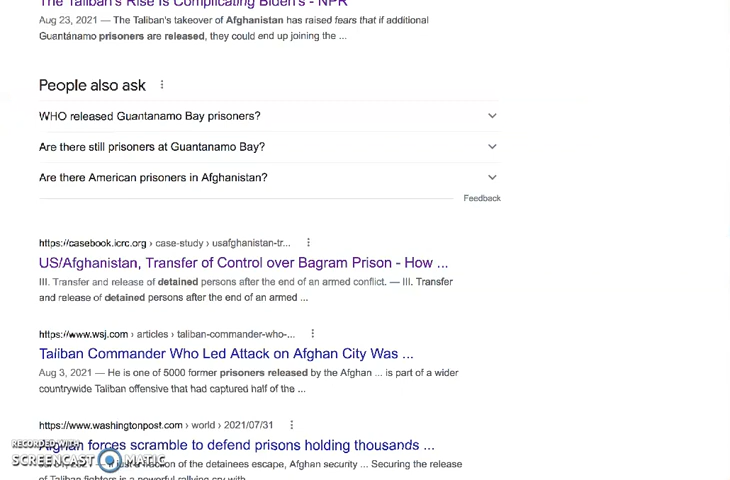 The Taliban's Rise Is Complicating Biden's - NPR
Aug 23, 2021 — The Taliban's takeover of Afghanistan has raised fears that if additional
Guantánamo prisoners are released, they could end up joining the ...
People also ask
WHO released Guantanamo Bay prisoners?
Are there still prisoners at Guantanamo Bay?
Are there American prisoners in Afghanistan?
Feedback
https://casebook.icrc.org › case-study › usafghanistan-tr...
US/Afghanistan, Transfer of Control over Bagram Prison - How ...
III. Transfer and release of detained persons after the end of an armed conflict. — III. Transfer
and release of detained persons after the end of an armed ...
https://www.wsj.com › articles › taliban-commander-who-...
Taliban Commander Who Led Attack on Afghan City Was ...
Aug 3, 2021 — He is one of 5000 former prisoners released by the Afghan ... is part of a wider
countrywide Taliban offensive that had captured half of the ...
https://www.washingtonpost.com › world › 2021/07/31
RECORDED WITH
Afghan forces scramble to defend prisons holding thousands ...
SCREENCAST MATIC
of the detainees escape, Afghan security ... Securing the release
of Taliban fighters is a powerful rallying cry with